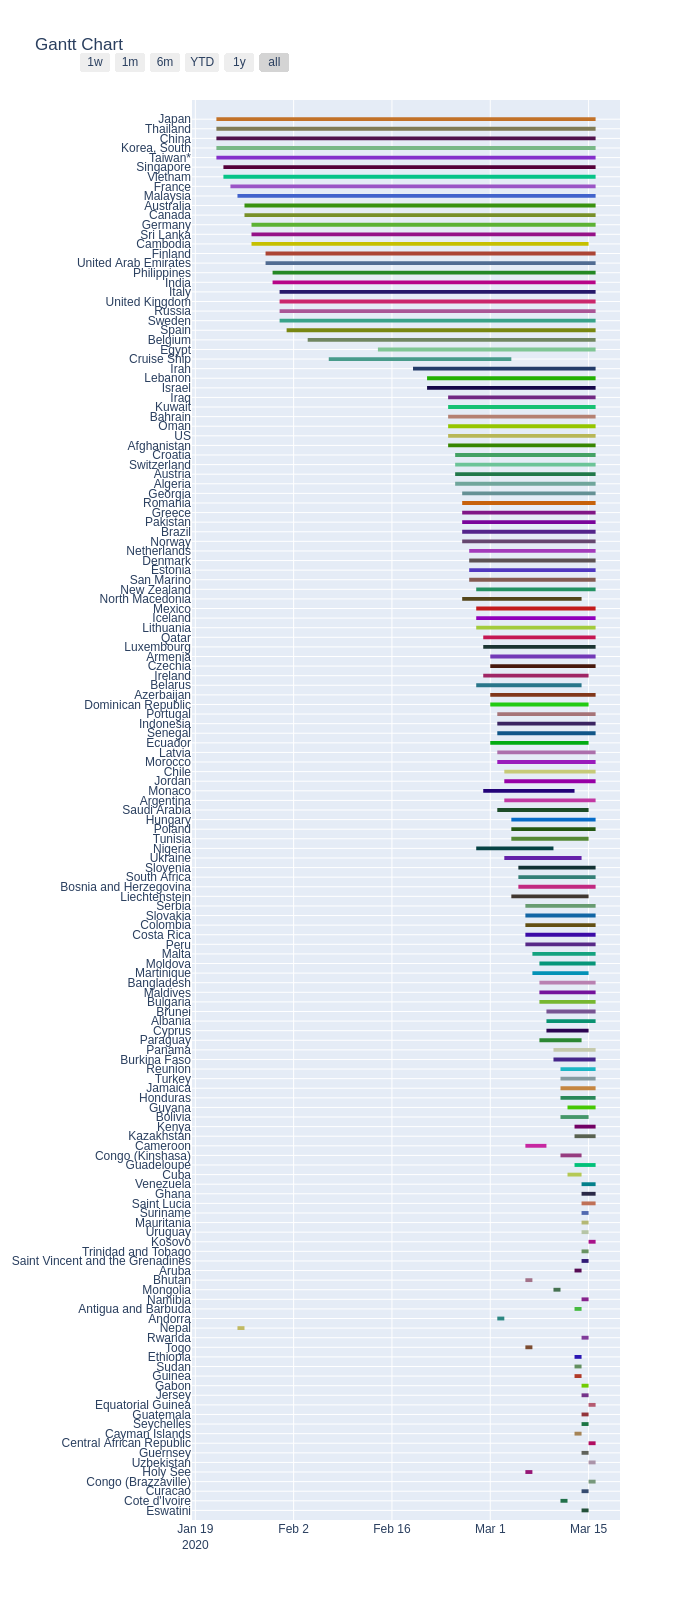 Gantt Chart
1w 1m 6m YTD 1y all
Japan
Thailand
China
Korea, South
Taiwan*
Singapore
Vietnam
France
Malaysia
Australia
Canada
Germany
Sri Lanka
Cambodia
Finland
United Arab Emirates
Philippines
India
Italy
United Kingdom
Russia
Sweden
Spain
Belgium
Egypt
Cruise Ship
Iran
Lebanon
Israel
Iraq
Kuwait
Bahrain
Oman
US
Afghanistan
Croatia
Switzerland
Austria
Algeria
Georgia
Romania
Greece
Pakistan
Brazil
Norway
Netherlands
Denmark
Estonia
San Marino
New Zealand
North Macedonia
Mexico
Iceland
Lithuania
Qatar
Luxembourg
Armenia
Czechia
Ireland
Belarus
Azerbaijan
Dominican Republic
Portugal
Indonesia
Senegal
Ecuador
Latvia
Morocco
Chile
Jordan
Monaco
Argentina
Saudi Arabia
Hungary
Poland
Tunisia
Nigeria
Ukraine
Slovenia
South Africa
Bosnia and Herzegovina
Liechtenstein
Serbia
Slovakia
Colombia
Costa Rica
Peru
Malta
Moldova
Martinique
Bangladesh
Maldives
Bulgaria
Brunei
Albania
Cyprus
Paraguay
Panama
Burkina Faso
Reunion
Turkey
Jamaica
Honduras
Guyana
Bolivia
Kenya
Kazakhstan
Cameroon
Congo (Kinshasa)
Guadeloupe
Cuba
Venezuela
Ghana
Saint Lucia
Suriname
Mauritania
Uruguay
Kosovo
Trinidad and Tobago
Saint Vincent and the Grenadines
Aruba
Bhutan
Mongolia
Namibia
Antigua and Barbuda
Andorra
Nepal
Rwanda
Togo
Ethiopia
Sudan
Guinea
Gabon
Jersey
Equatorial Guinea
Guatemala
Seychelles
Cayman Islands
Central African Republic
Guernsey
Uzbekistan
Holy See
Congo (Brazzaville)
Curacao
Cote d'Ivoire
Eswatini
Jan 19 Feb 2 Feb 16 Mar 1 Mar 15
2020